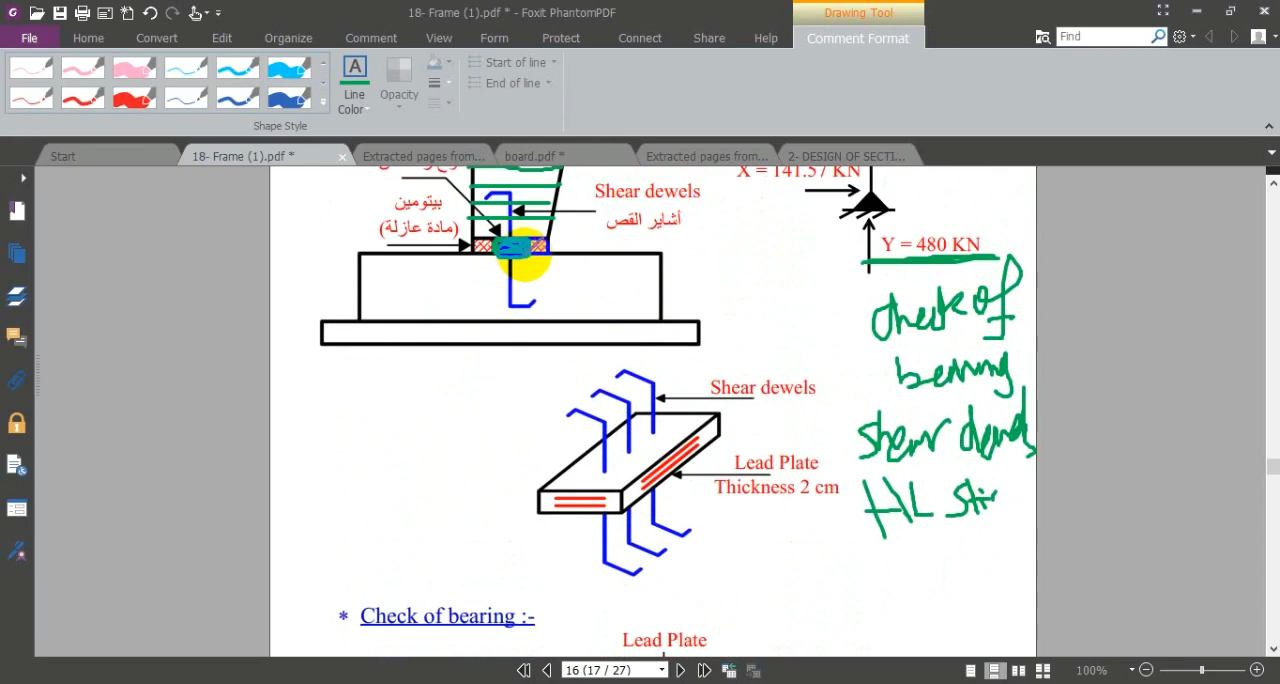 18- Frame (1).pdf * - Foxit PhantomPDF
Drawing Tool
File Home Convert Edit Organize Comment View Form Protect Connect Share Help Comment Format
Find
Line Color
Opacity
Start of line
End of line
Shape Style
Start
18- Frame (1).pdf *
Extracted pages from...
board.pdf *
Extracted pages from...
2- DESIGN OF SECTI...
X = 141.57 KN
Shear dewels
أشاير القص
بيتومين
(مادة عازلة)
Y = 480 KN
check of
bearing
shear dewels
HL stir
Shear dewels
Lead Plate
Thickness 2 cm
* Check of bearing :-
Lead Plate
16 (17 / 27)
100%